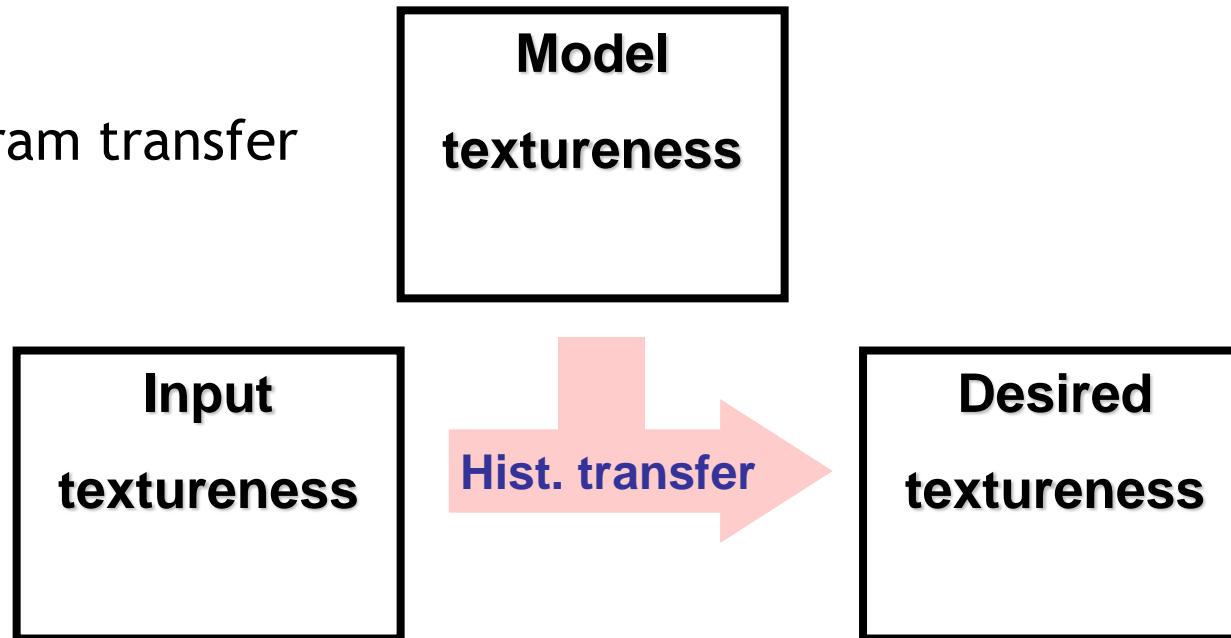 Model
textureness
ram transfer
Input
textureness
Hist. transfer
Desired
textureness